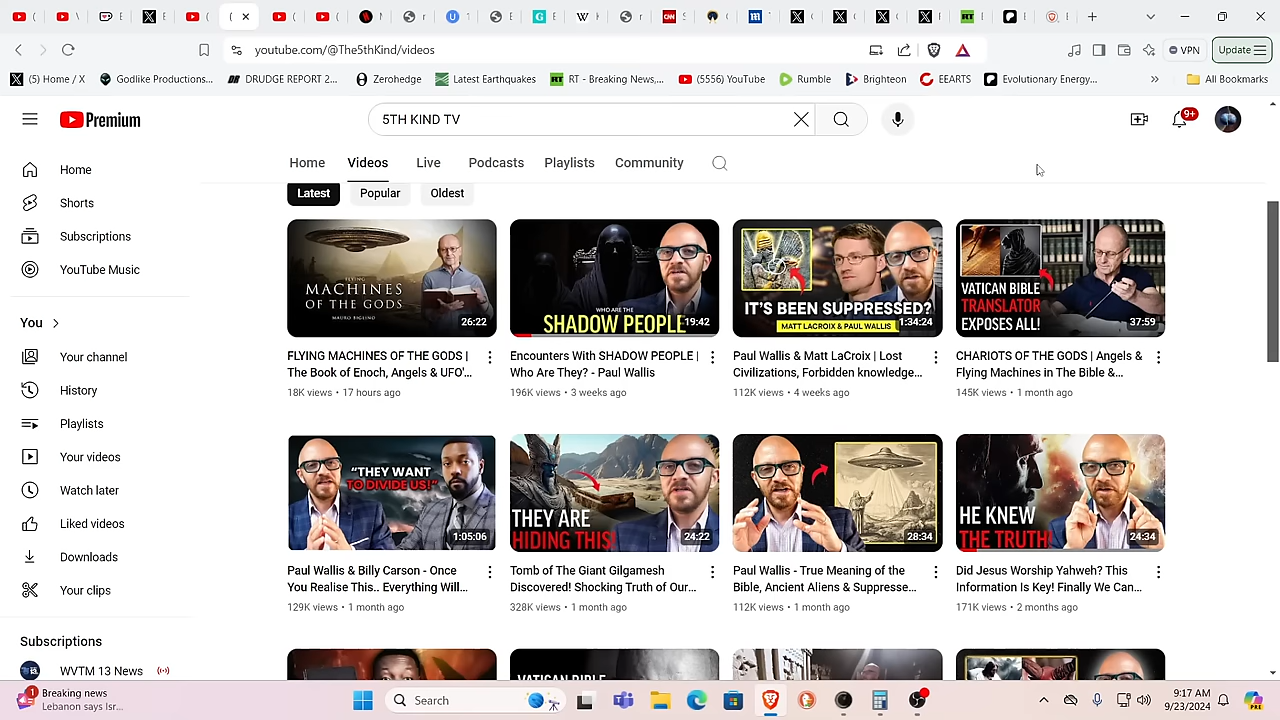 youtube.com/@The5thKind/videos
VPN
Update
(5) Home / X
Godlike Productions...
DRUDGE REPORT 2...
Zerohedge
Latest Earthquakes
RT - Breaking News,...
(5556) YouTube
Rumble
Brighteon
EEARTS
Evolutionary Energy...
All Bookmarks
Premium
5TH KIND TV
9+
Home
Videos
Live
Podcasts
Playlists
Community
Latest
Popular
Oldest
Home
Shorts
Subscriptions
YouTube Music
You
Your channel
History
Playlists
Your videos
Watch later
Liked videos
Downloads
Your clips
Subscriptions
WVTM 13 News
FLYING
MACHINES
OF THE GODS
MAURO BIGLINO
26:22
WHO ARE THE
SHADOW PEOPLE
19:42
IT'S BEEN SUPPRESSED?
MATT LACROIX & PAUL WALLIS
1:34:24
VATICAN BIBLE
TRANSLATOR
EXPOSES ALL!
37:59
FLYING MACHINES OF THE GODS |
The Book of Enoch, Angels & UFO'...
18K views • 17 hours ago
Encounters With SHADOW PEOPLE |
Who Are They? - Paul Wallis
196K views • 3 weeks ago
Paul Wallis & Matt LaCroix | Lost
Civilizations, Forbidden knowledge...
112K views • 4 weeks ago
CHARIOTS OF THE GODS | Angels &
Flying Machines in The Bible &...
145K views • 1 month ago
"THEY WANT
TO DIVIDE US!"
1:05:06
THEY ARE
HIDING THIS
24:22
28:34
HE KNEW
THE TRUTH
24:34
Paul Wallis & Billy Carson - Once
You Realise This.. Everything Will...
129K views • 1 month ago
Tomb of The Giant Gilgamesh
Discovered! Shocking Truth of Our...
328K views • 1 month ago
Paul Wallis - True Meaning of the
Bible, Ancient Aliens & Suppresse...
112K views • 1 month ago
Did Jesus Worship Yahweh? This
Information Is Key! Finally We Can...
171K views • 2 months ago
VATICAN BIBLE
1
Breaking news
Lebanon says Isr...
Search
9:17 AM
9/23/2024